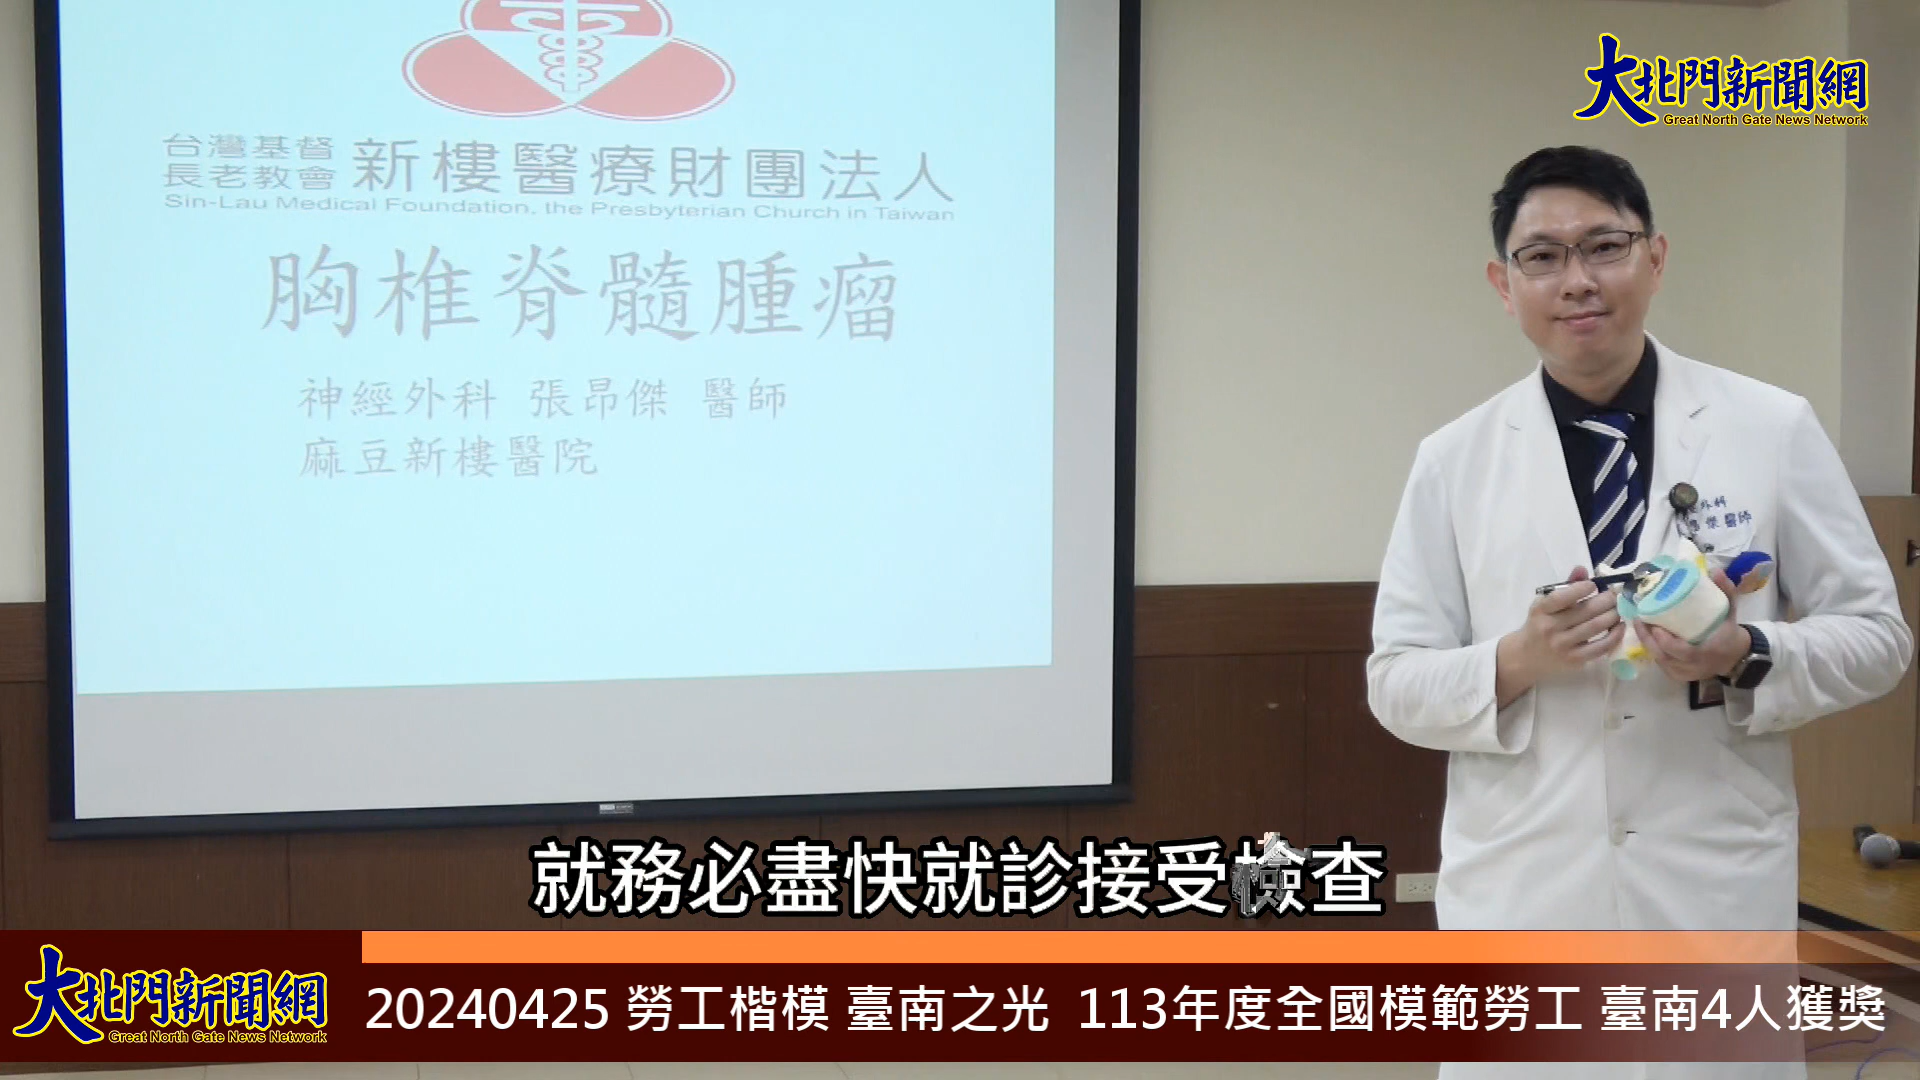 大北門新聞網
Great North Gate News Network
台灣基督
長老教會
新樓醫療財團法人
Sin-Lau Medical Foundation, the Presbyterian Church in Taiwan
胸椎脊髓腫瘤
神經外科 張昂傑 醫師
麻豆新樓醫院
外科
傑 醫師
就務必盡快就診接受檢查
大北門新聞網
Great North Gate News Network
20240425 勞工楷模 臺南之光 113年度全國模範勞工 臺南4人獲獎